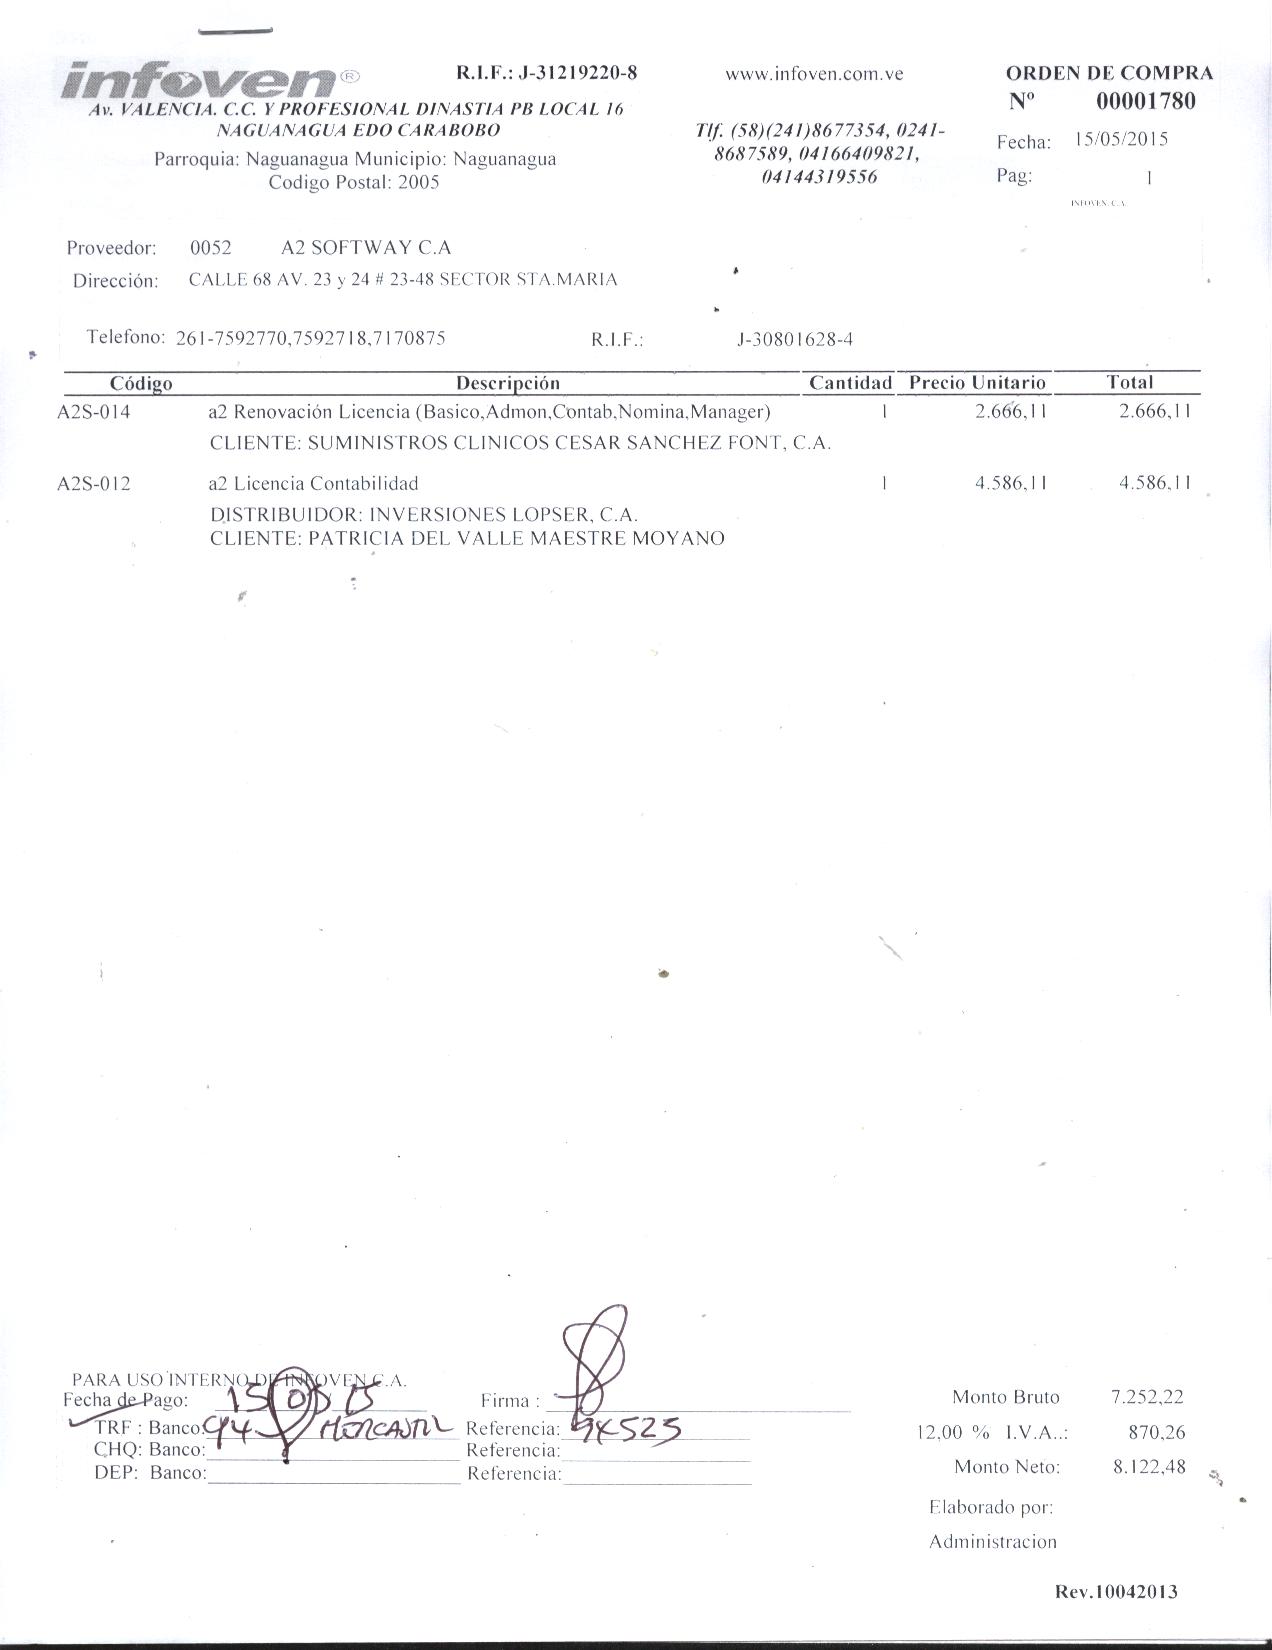 infoven®
R.I.F.: J-31219220-8
www.infoven.com.ve
ORDEN DE COMPRA
Nº 00001780
Av. VALENCIA. C.C. Y PROFESIONAL DINASTIA PB LOCAL 16
NAGUANAGUA EDO CARABOBO
Parroquia: Naguanagua Municipio: Naguanagua
Codigo Postal: 2005
Tlf. (58)(241)8677354, 0241-
8687589, 04166409821,
04144319556
Fecha: 15/05/2015
Pag: 1
INFOVEN, C.A.
Proveedor: 0052 A2 SOFTWAY C.A
Dirección: CALLE 68 AV. 23 y 24 # 23-48 SECTOR STA.MARIA
Telefono: 261-7592770,7592718,7170875 R.I.F.: J-30801628-4
Código Descripción Cantidad Precio Unitario Total
A2S-014 a2 Renovación Licencia (Basico,Admon,Contab,Nomina,Manager) 1 2.666,11 2.666,11
CLIENTE: SUMINISTROS CLINICOS CESAR SANCHEZ FONT, C.A.
A2S-012 a2 Licencia Contabilidad 1 4.586,11 4.586,11
DISTRIBUIDOR: INVERSIONES LOPSER, C.A.
CLIENTE: PATRICIA DEL VALLE MAESTRE MOYANO
PARA USO INTERNO DE INFOVEN C.A.
Fecha de Pago: 15 05 15 Firma :
TRF : Banco: MERCANTIL Referencia:
CHQ: Banco: Referencia:
DEP: Banco: Referencia:
Monto Bruto 7.252,22
12,00 % I.V.A..: 870,26
Monto Neto: 8.122,48
Elaborado por:
Administracion
Rev.10042013